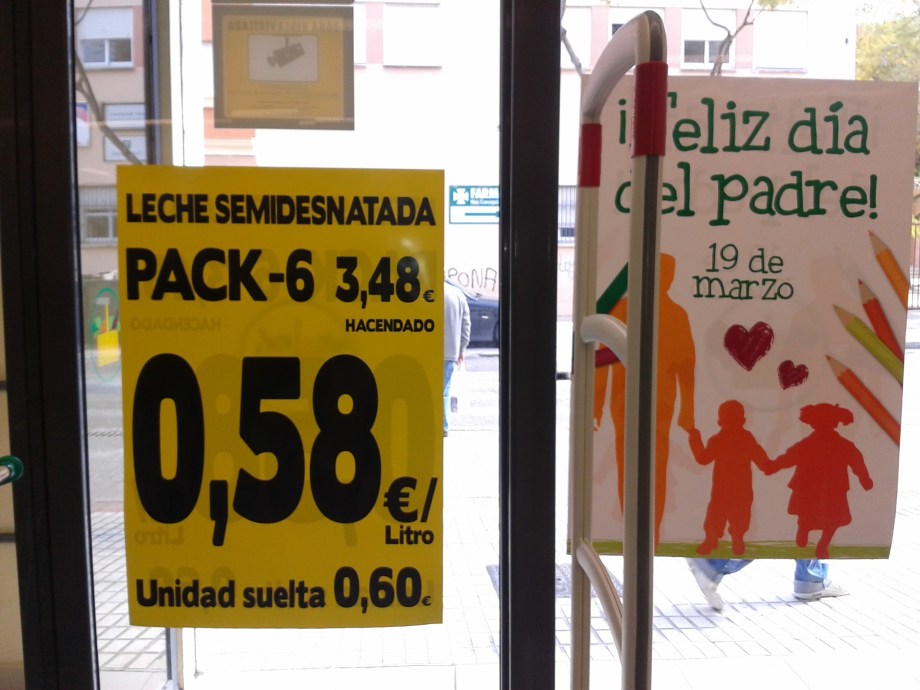 LECHE SEMIDESNATADA
PACK-6 3,48€
HACENDADO
0,58€/
Litro
Unidad suelta 0,60€
¡Feliz día
del padre!
19 de
marzo